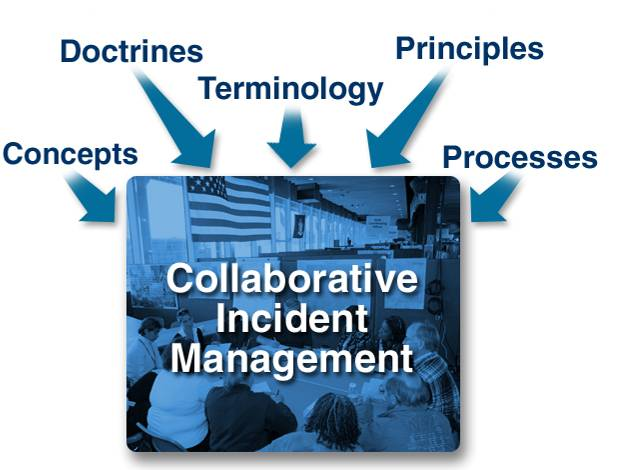 Doctrines
Principles
Terminology
Concepts
Processes
Collaborative
Incident
Management